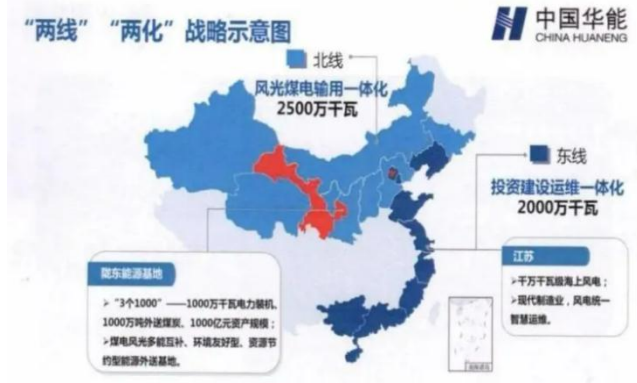 “两线”“两化”战略示意图
中国华能
CHINA HUANENG
北线
风光煤电输用一体化
2500万千瓦
东线
投资建设运维一体化
2000万千瓦
陇东能源基地
➢ “3个1000”——1000万千瓦电力装机、
1000万吨外送煤炭、1000亿元资产规模；
➢ 煤电风光多能互补、环境友好型、资源节
约型能源外送基地。
江苏
➢ 千万千瓦级海上风电；
➢ 现代制造业，风电统一
智慧运维。